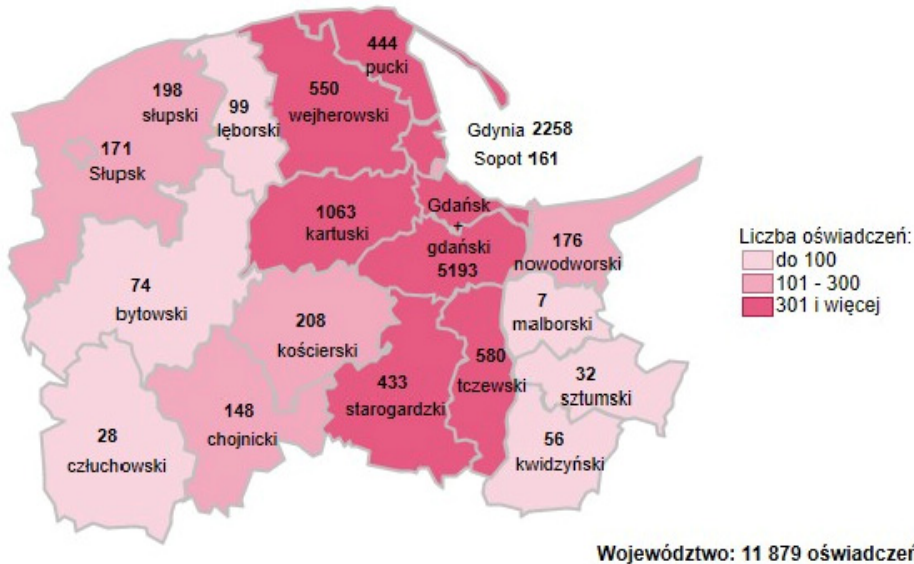 444
pucki
198
słupski
550
wejherowski
99
lęborski
Gdynia 2258
Sopot 161
171
Słupsk
1063
kartuski
Gdańsk
+
gdański
5193
176
nowodworski
Liczba oświadczeń:
do 100
101 - 300
301 i więcej
74
bytowski
7
malborski
208
kościerski
580
tczewski
433
starogardzki
32
sztumski
148
chojnicki
28
człuchowski
56
kwidzyński
Województwo: 11 879 oświadczeń